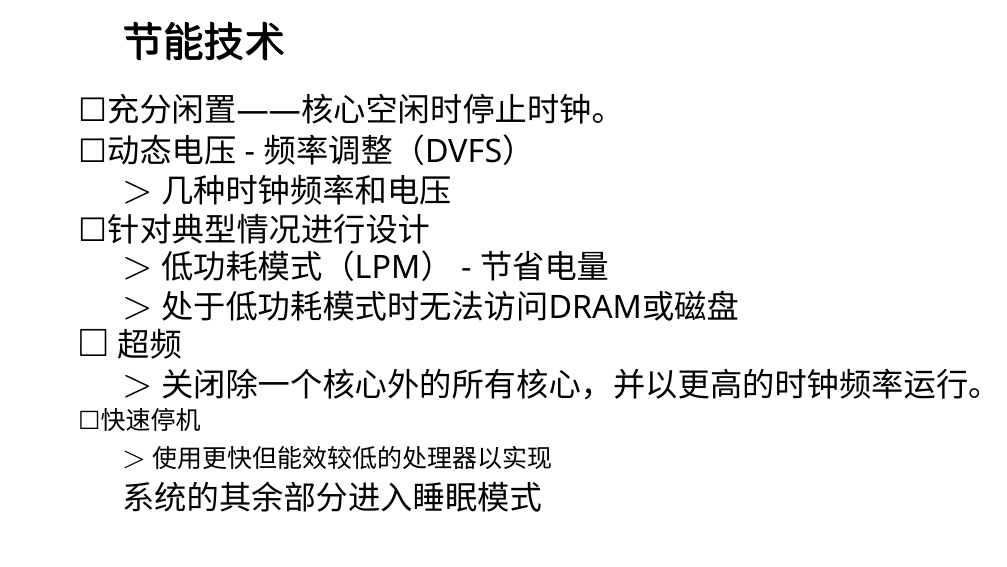 节能技术
□充分闲置——核心空闲时停止时钟。
□动态电压 - 频率调整（DVFS）
＞ 几种时钟频率和电压
□针对典型情况进行设计
＞ 低功耗模式（LPM） - 节省电量
＞ 处于低功耗模式时无法访问DRAM或磁盘
□ 超频
＞ 关闭除一个核心外的所有核心，并以更高的时钟频率运行。
□快速停机
＞ 使用更快但能效较低的处理器以实现
系统的其余部分进入睡眠模式